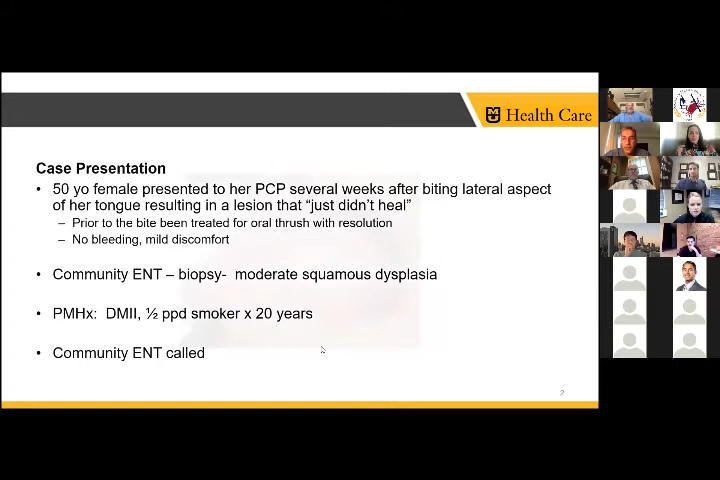 Health Care
Case Presentation
• 50 yo female presented to her PCP several weeks after biting lateral aspect
of her tongue resulting in a lesion that “just didn’t heal”
– Prior to the bite been treated for oral thrush with resolution
– No bleeding, mild discomfort
• Community ENT – biopsy- moderate squamous dysplasia
• PMHx: DMII, ½ ppd smoker x 20 years
• Community ENT called
2